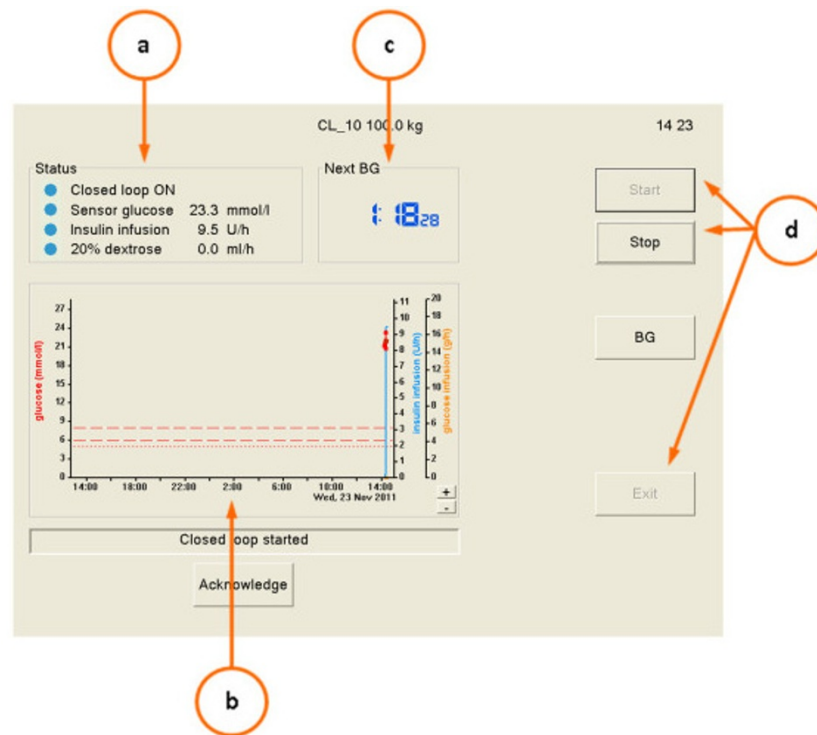 a
c
CL_10 100.0 kg
14 23
Status
Closed loop ON
Sensor glucose 23.3 mmol/l
Insulin infusion 9.5 U/h
20% dextrose 0.0 ml/h
Next BG
1:18 28
Start
Stop
d
BG
Exit
glucose (mmol/l)
27
24
21
18
15
12
9
6
3
0
14:00 18:00 22:00 2:00 6:00 10:00 14:00
Wed, 23 Nov 2011
11
10
9
8
7
6
5
4
3
2
1
0
insulin infusion (U/h)
20
18
16
14
12
10
8
6
4
2
0
glucose infusion (g/h)
+
-
Closed loop started
Acknowledge
b